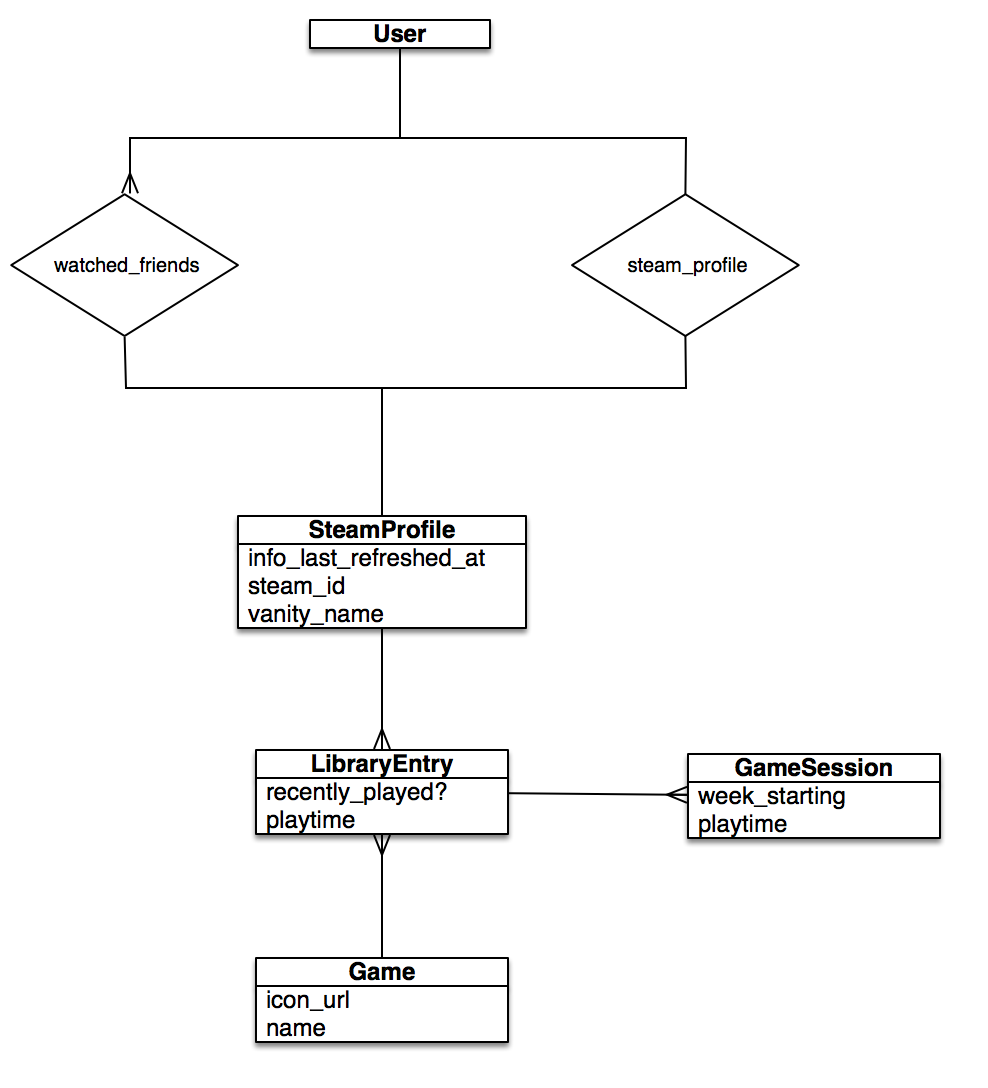 User
watched_friends
steam_profile
SteamProfile
info_last_refreshed_at
steam_id
vanity_name
LibraryEntry
recently_played?
playtime
GameSession
week_starting
playtime
Game
icon_url
name